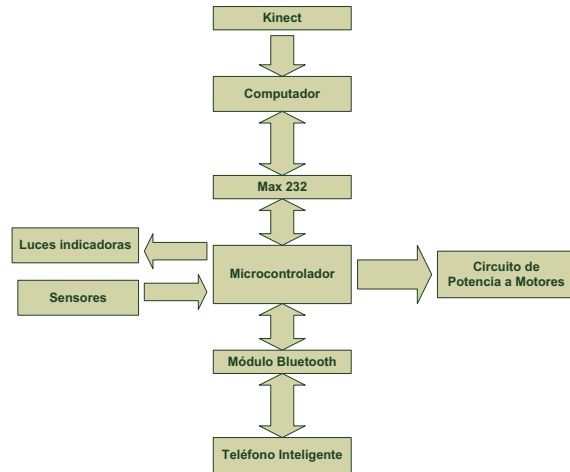 Kinect
Computador
Max 232
Luces indicadoras
Microcontrolador
Circuito de
Potencia a Motores
Sensores
Módulo Bluetooth
Teléfono Inteligente